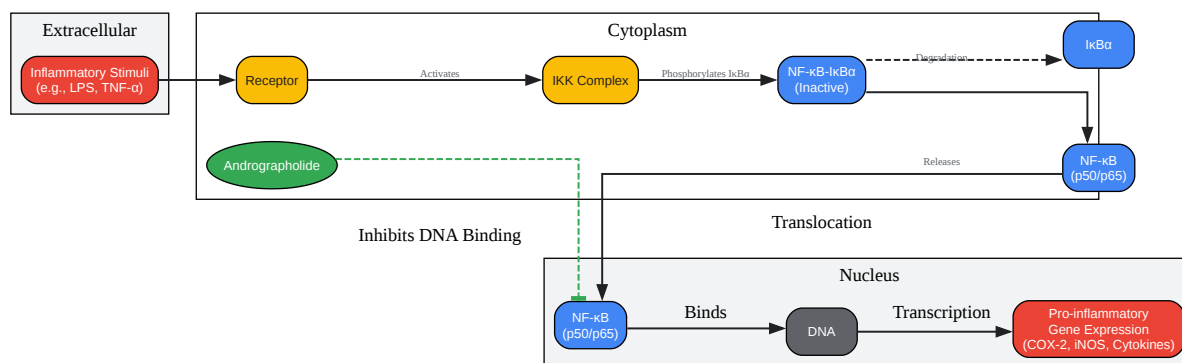 Extracellular
Cytoplasm
Inflammatory Stimuli
(e.g., LPS, TNF-α)
Receptor
Activates
IKK Complex
Phosphorylates IκBα
NF-κB-IκBα
(Inactive)
Degradation
IκBα
Andrographolide
Releases
NF-κB
(p50/p65)
Inhibits DNA Binding
Translocation
Nucleus
NF-κB
(p50/p65)
Binds
DNA
Transcription
Pro-inflammatory
Gene Expression
(COX-2, iNOS, Cytokines)